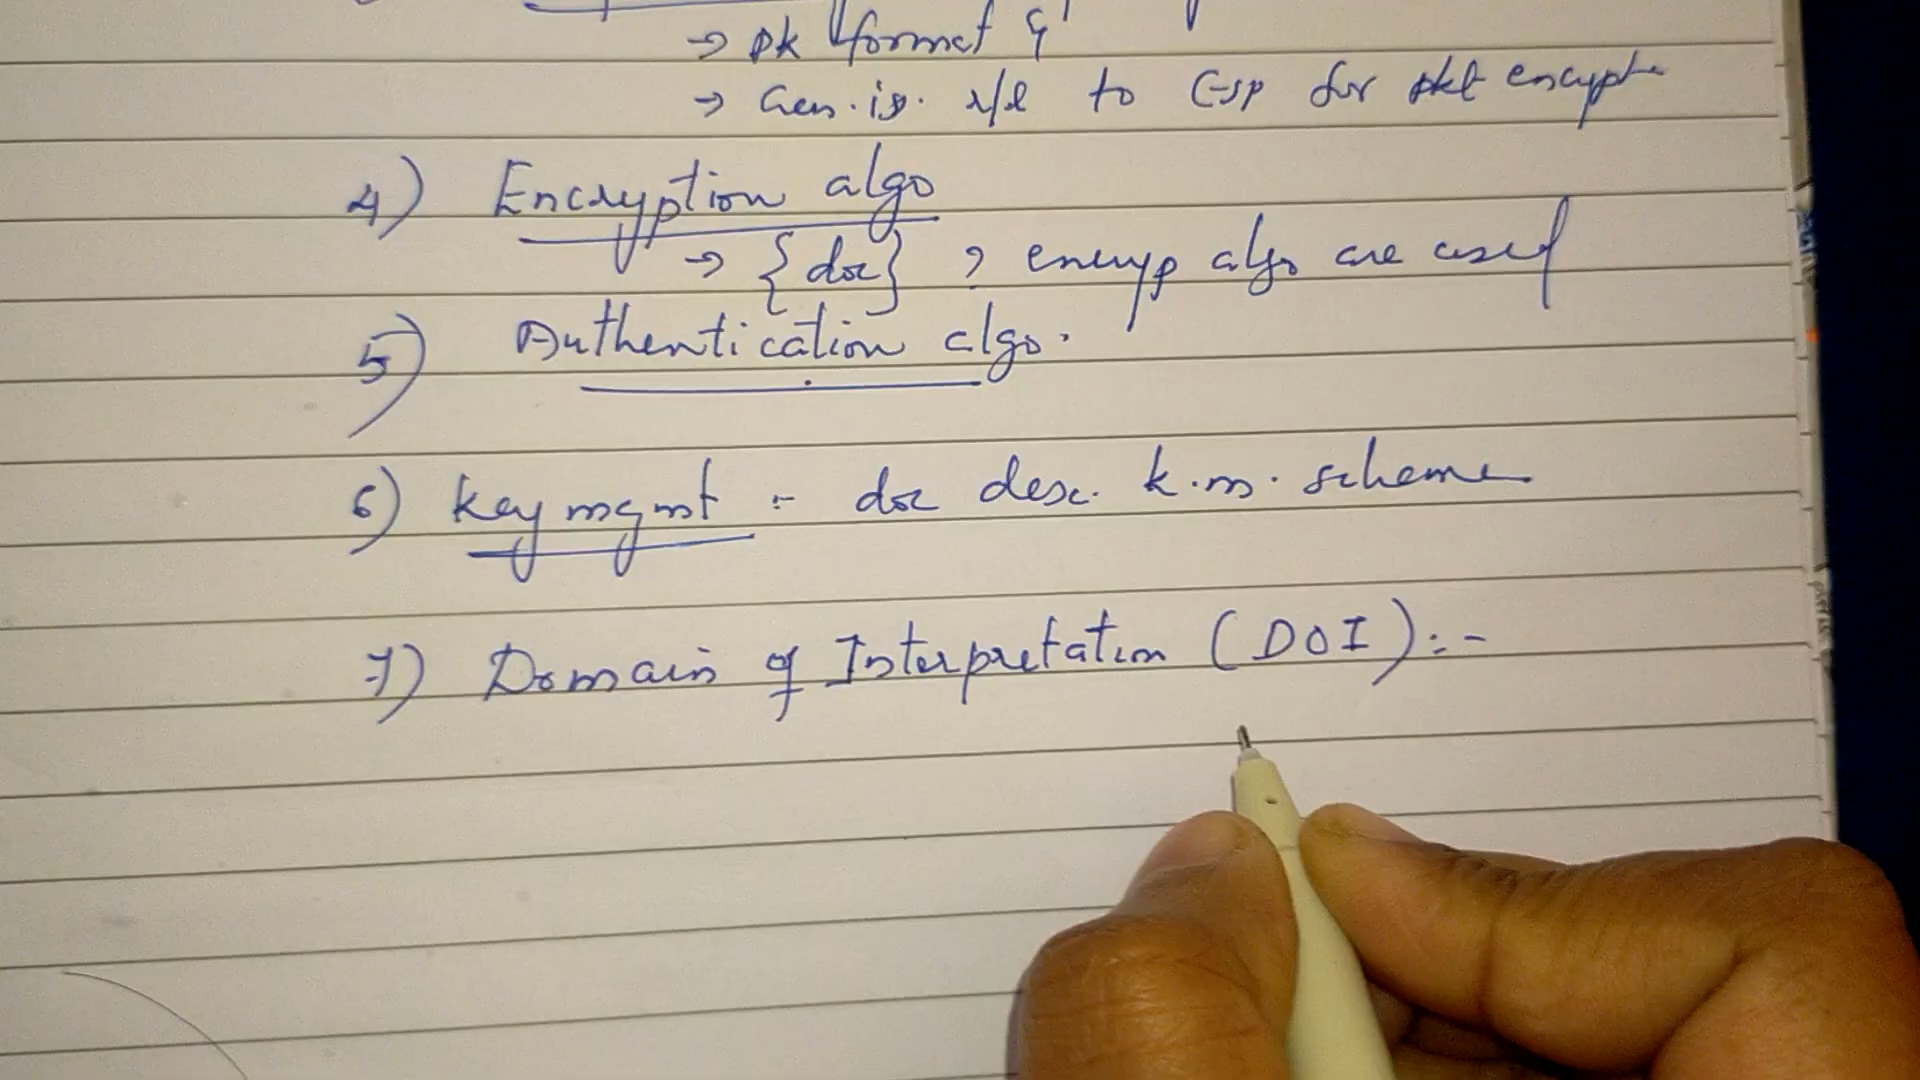 → pk format &
→ Gen. is. r/l to ESP for pkt encrypt
4) Encryption algo
→ {doc} , encryp algo are used
5) Authentication algo.
6) key mgmt :- doc desc. k.m. scheme
7) Domain of Interpretation (DOI) :-